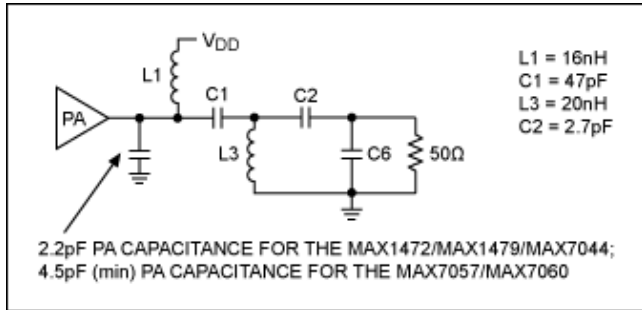 VDD
L1
PA
C1
C2
L3
C6
50Ω
L1 = 16nH
C1 = 47pF
L3 = 20nH
C2 = 2.7pF
2.2pF PA CAPACITANCE FOR THE MAX1472/MAX1479/MAX7044;
4.5pF (min) PA CAPACITANCE FOR THE MAX7057/MAX7060